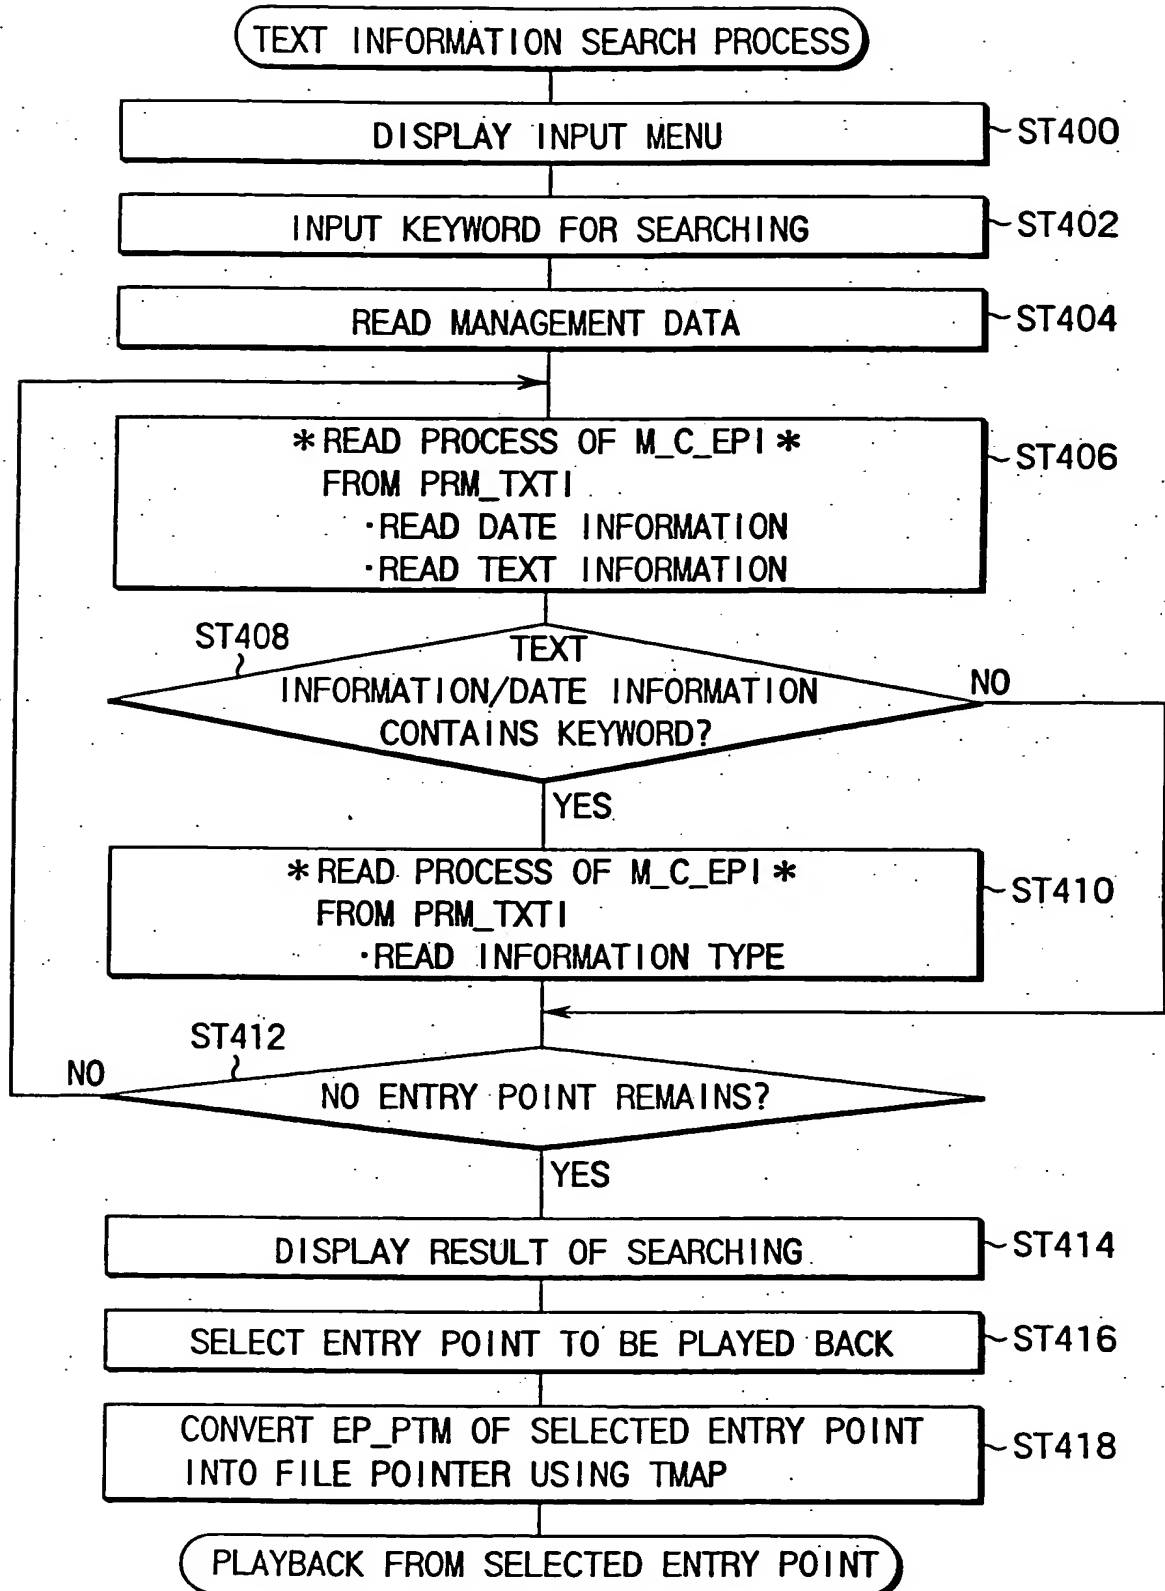 TEXT INFORMATION SEARCH PROCESS
DISPLAY INPUT MENU
ST400
INPUT KEYWORD FOR SEARCHING
ST402
READ MANAGEMENT DATA
ST404
*READ PROCESS OF M_C_EPI*
FROM PRM_TXTI
·READ DATE INFORMATION
·READ TEXT INFORMATION
ST406
ST408
TEXT
INFORMATION/DATE INFORMATION
CONTAINS KEYWORD?
NO
YES
*READ PROCESS OF M_C_EPI*
FROM PRM_TXTI
·READ INFORMATION TYPE
ST410
ST412
NO
NO ENTRY POINT REMAINS?
YES
DISPLAY RESULT OF SEARCHING
ST414
SELECT ENTRY POINT TO BE PLAYED BACK
ST416
CONVERT EP_PTM OF SELECTED ENTRY POINT
INTO FILE POINTER USING TMAP
ST418
PLAYBACK FROM SELECTED ENTRY POINT